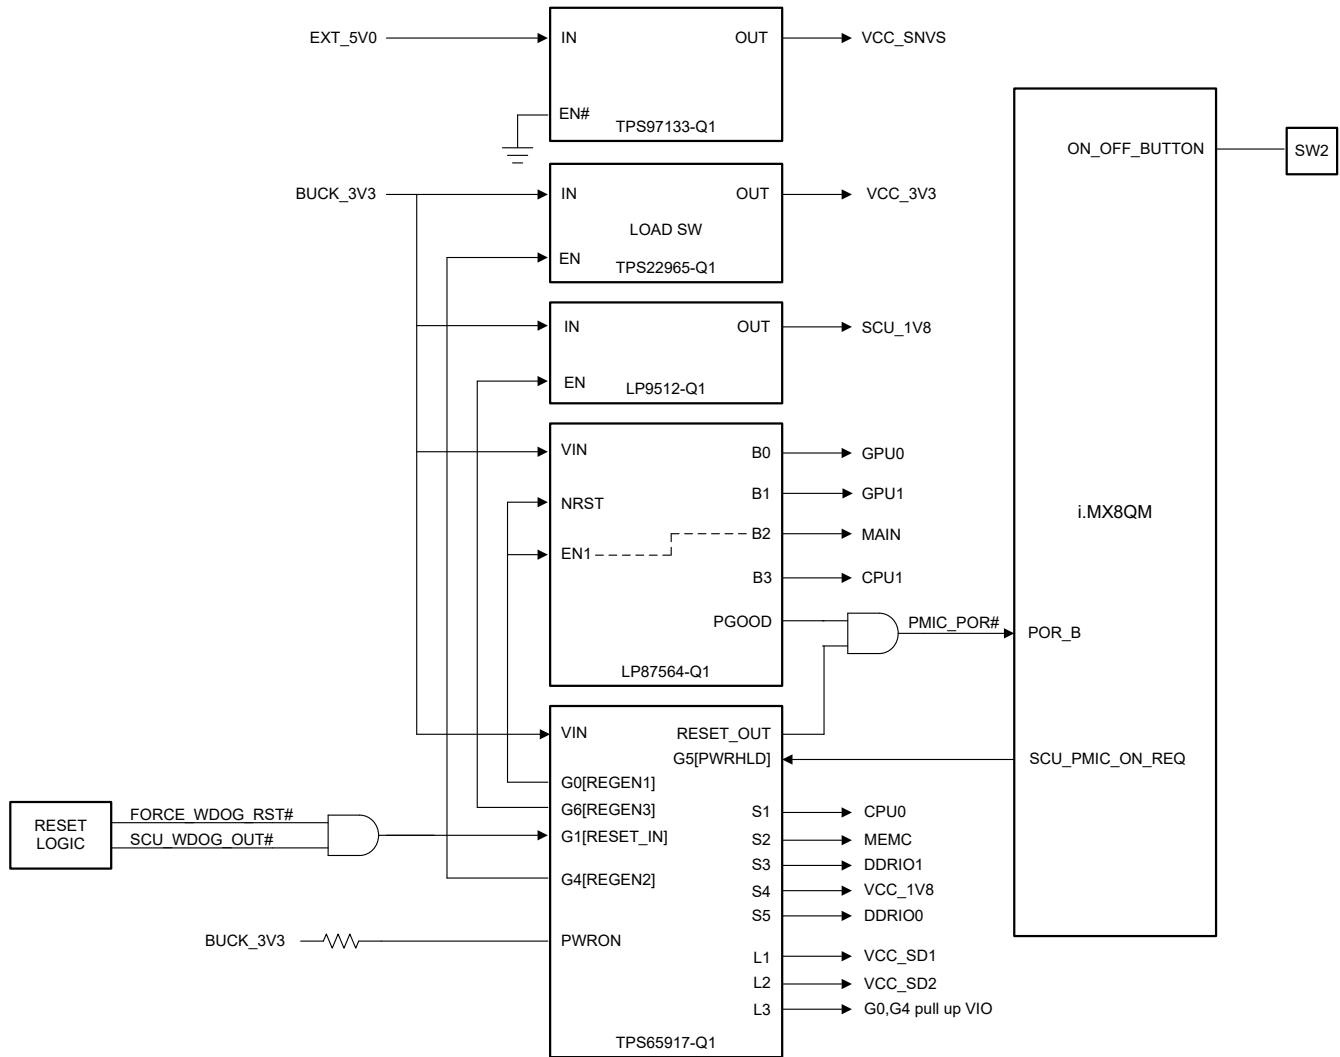 EXT_5V0
IN
OUT
VCC_SNVS
EN#
TPS97133-Q1
ON_OFF_BUTTON
SW2
BUCK_3V3
IN
OUT
VCC_3V3
LOAD SW
EN
TPS22965-Q1
IN
OUT
SCU_1V8
EN
LP9512-Q1
VIN
B0
GPU0
B1
GPU1
NRST
i.MX8QM
B2
MAIN
EN1
B3
CPU1
PGOOD
PMIC_POR#
POR_B
LP87564-Q1
VIN
RESET_OUT
G5[PWRHLD]
SCU_PMIC_ON_REQ
G0[REGEN1]
G6[REGEN3]
S1
CPU0
RESET
LOGIC
FORCE_WDOG_RST#
SCU_WDOG_OUT#
G1[RESET_IN]
S2
MEMC
S3
DDRIO1
G4[REGEN2]
S4
VCC_1V8
S5
DDRIO0
BUCK_3V3
PWRON
L1
VCC_SD1
L2
VCC_SD2
L3
G0,G4 pull up VIO
TPS65917-Q1